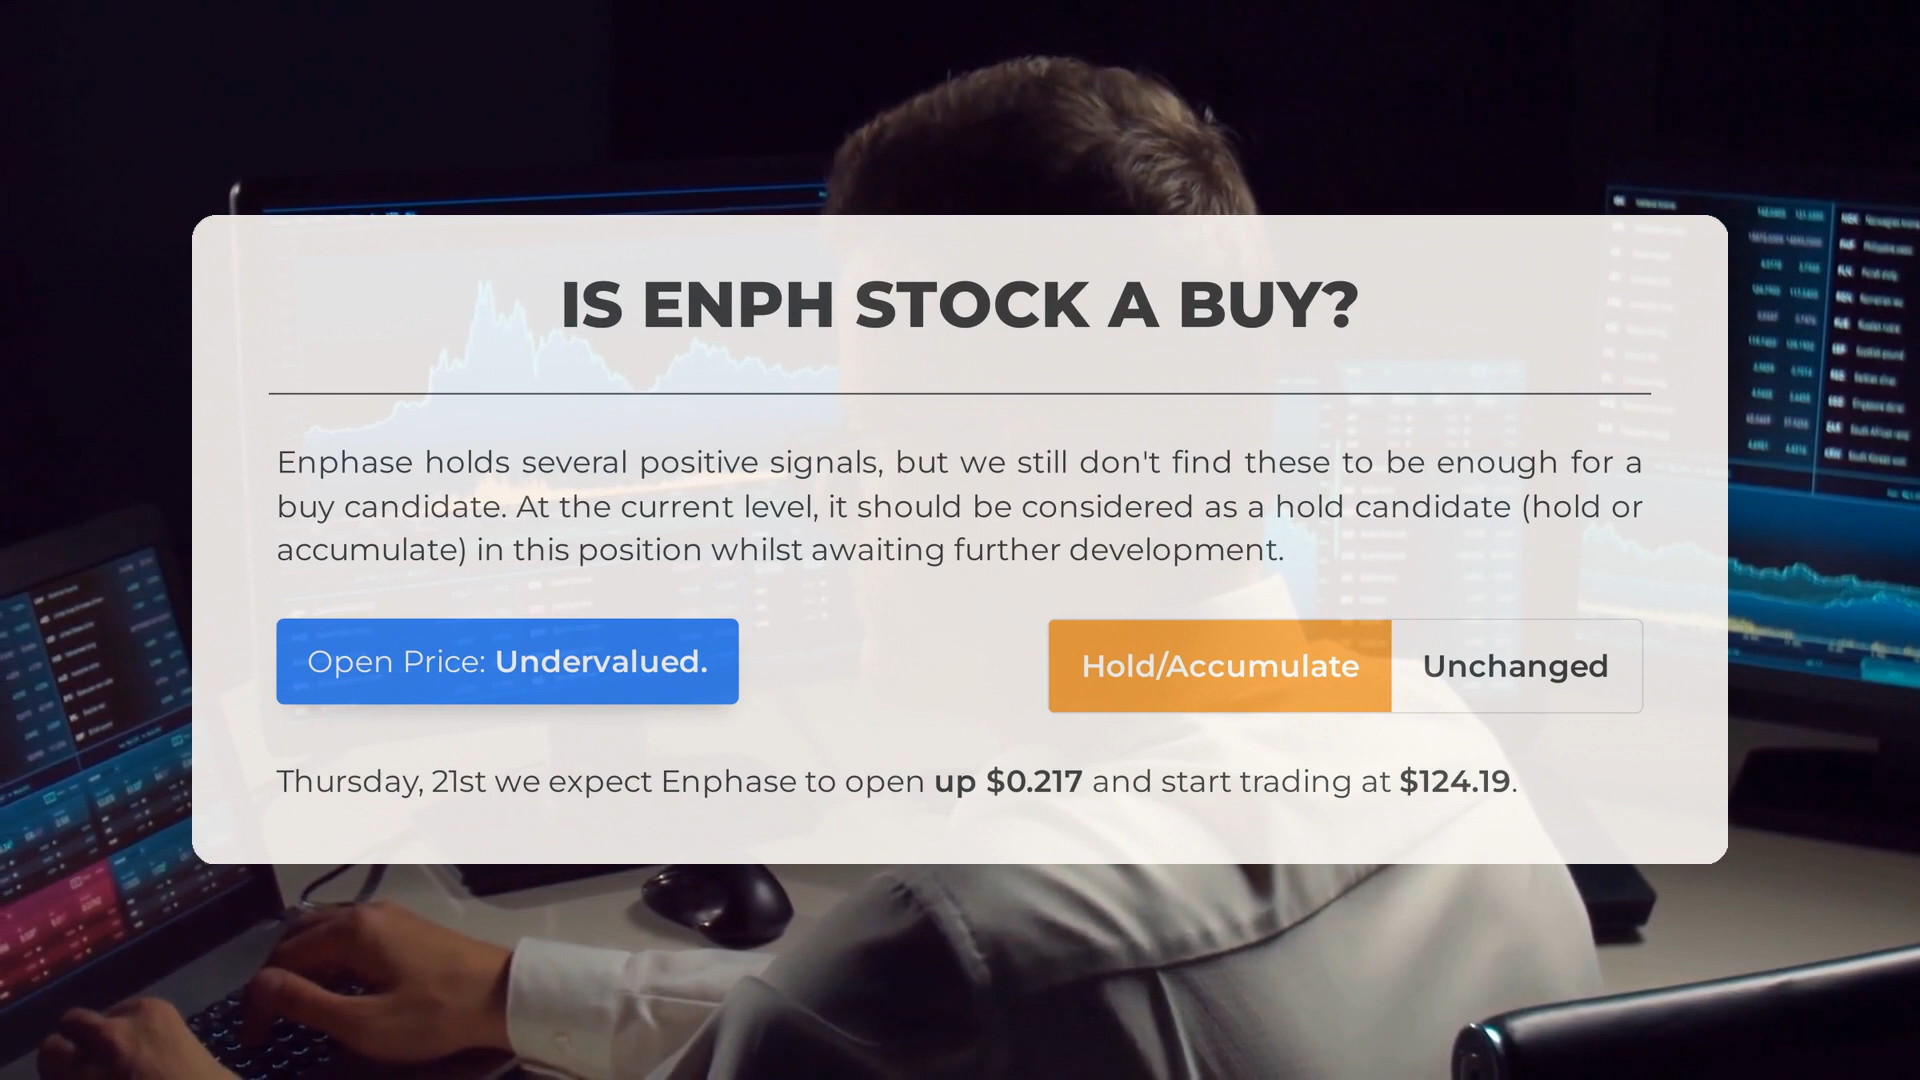 IS ENPH STOCK A BUY?
Enphase holds several positive signals, but we still don't find these to be enough for a
buy candidate. At the current level, it should be considered as a hold candidate (hold or
accumulate) in this position whilst awaiting further development.
Open Price: Undervalued.
Hold/Accumulate Unchanged
Thursday, 21st we expect Enphase to open up $0.217 and start trading at $124.19.